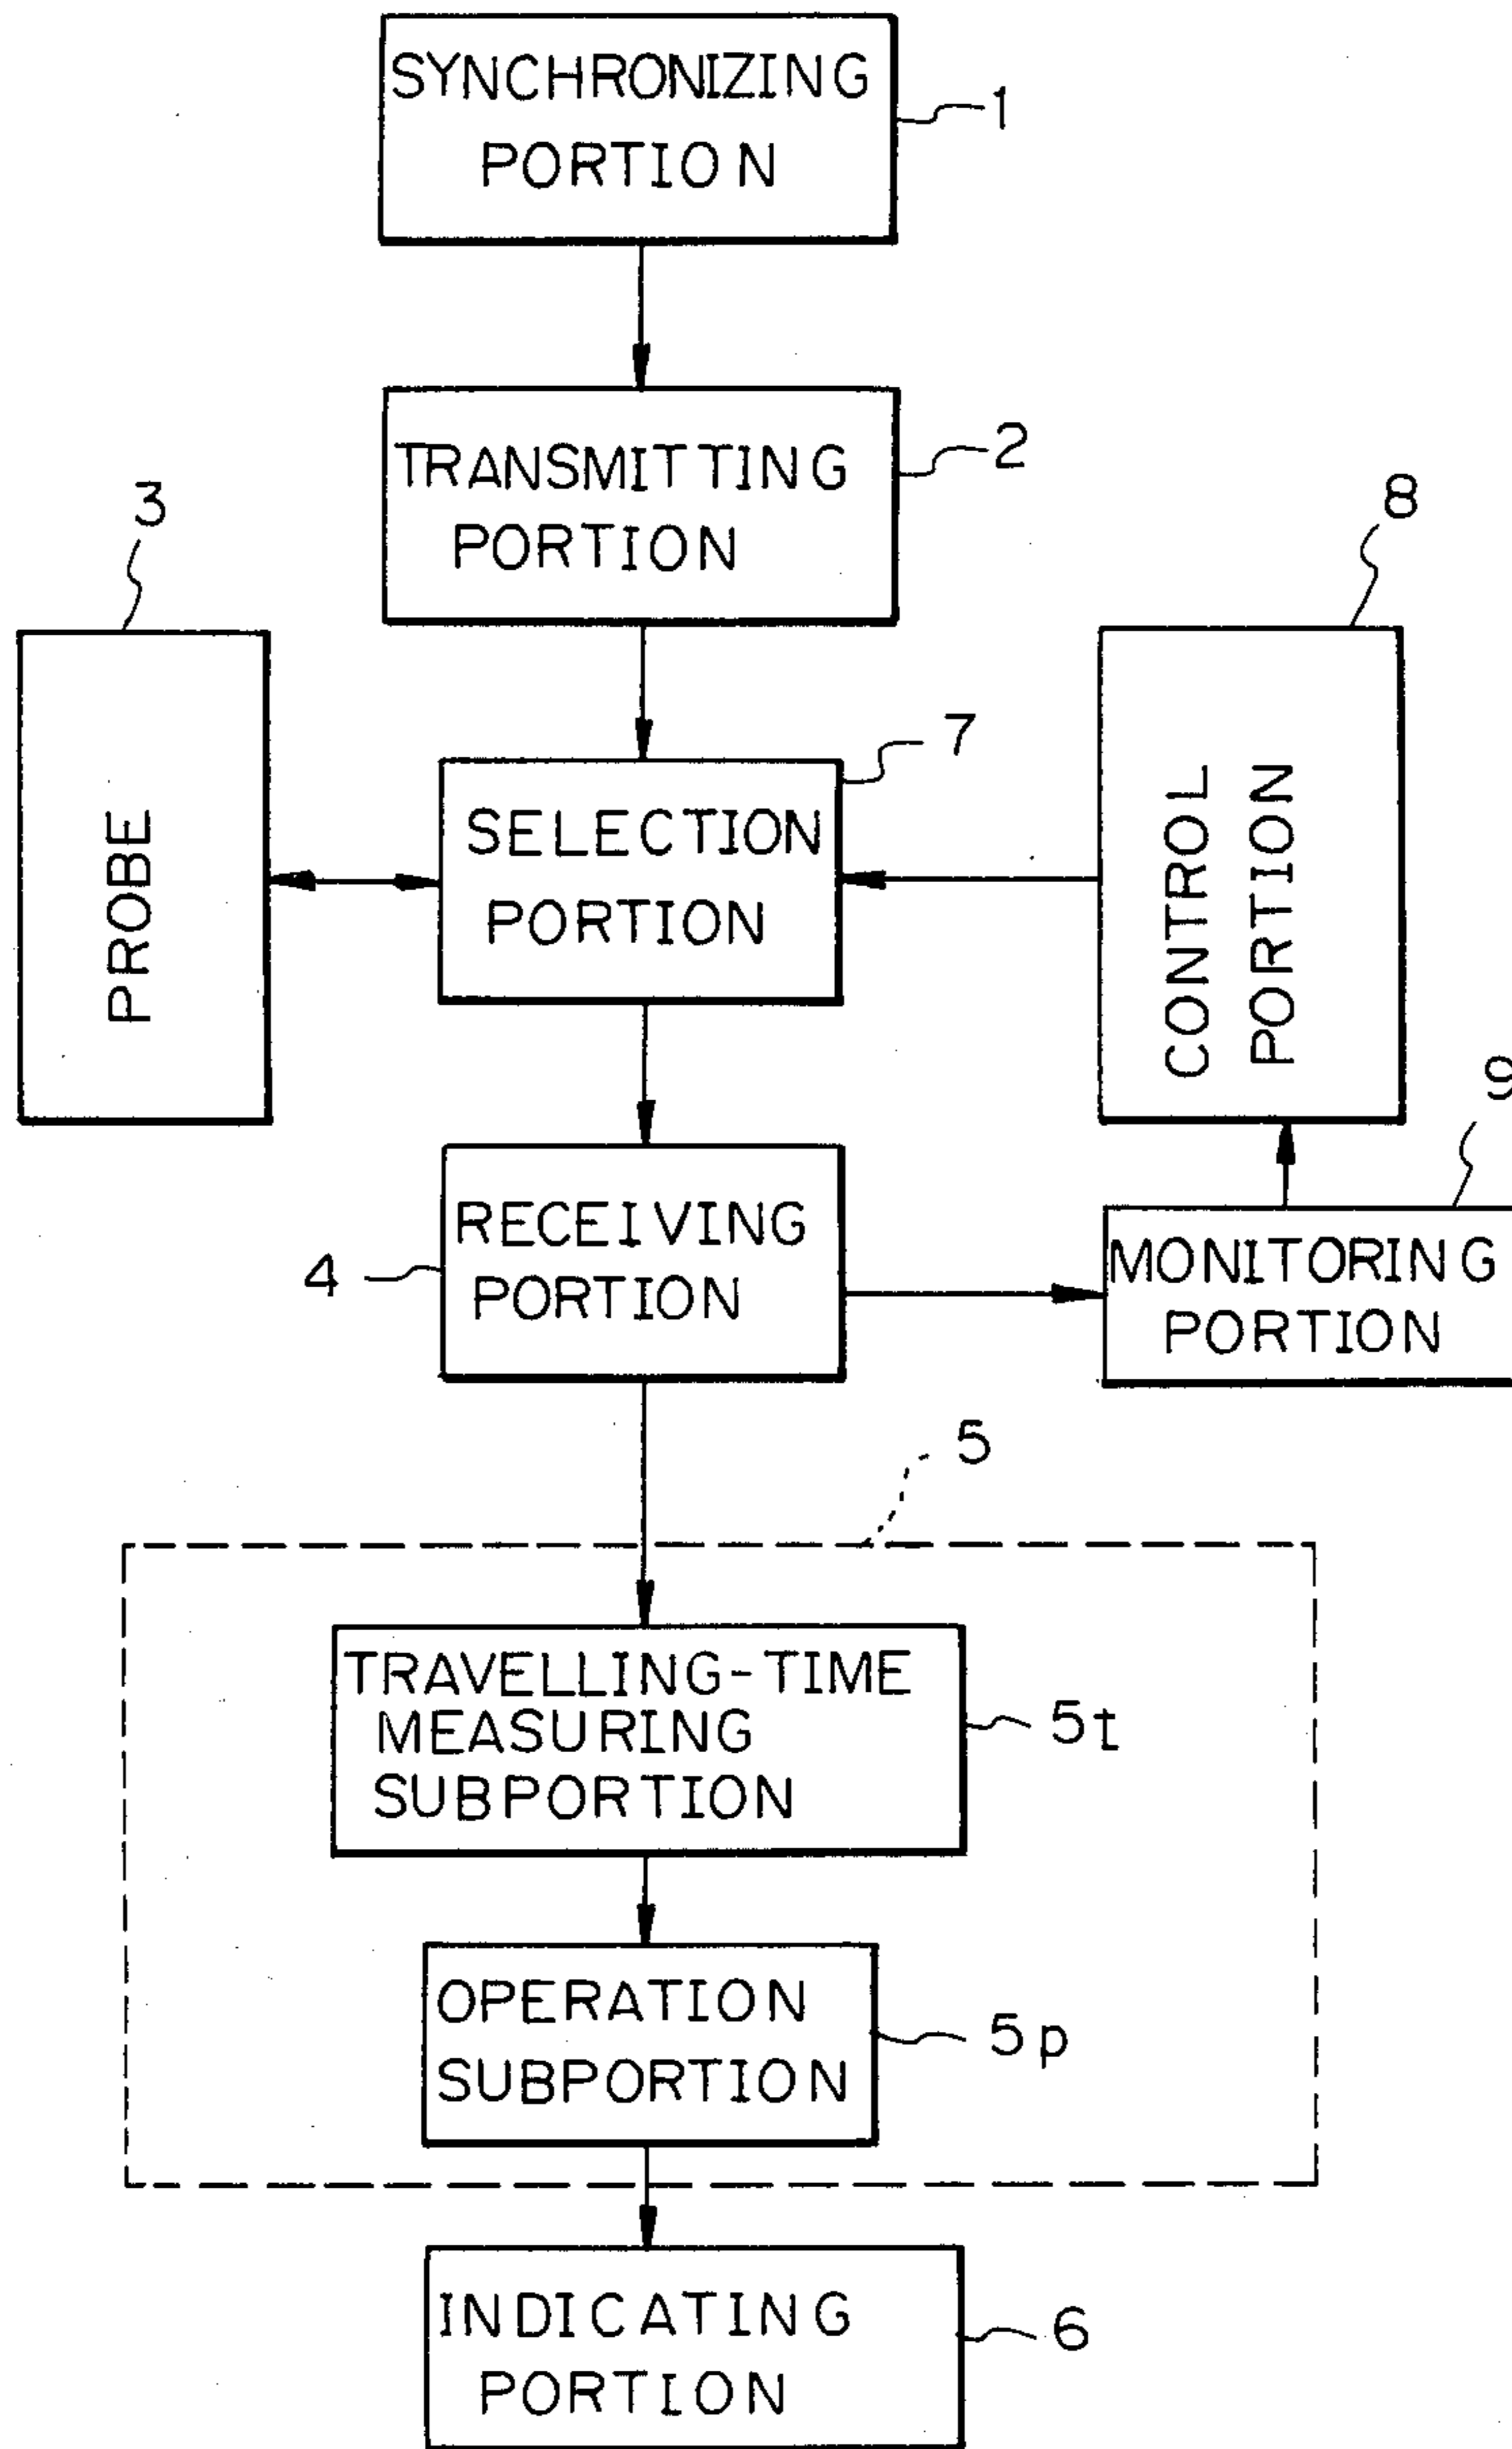 SYNCHRONIZING
PORTION
1
TRANSMITTING
PORTION
2
3
PROBE
SELECTION
PORTION
7
8
CONTROL
PORTION
RECEIVING
PORTION
4
9
MONITORING
PORTION
5
TRAVELLING-TIME
MEASURING
SUBPORTION
5t
OPERATION
SUBPORTION
5p
INDICATING
PORTION
6